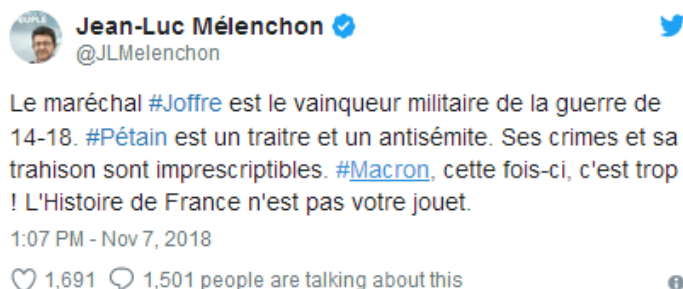 EUPLE
Jean-Luc Mélenchon
@JLMelenchon
Le maréchal #Joffre est le vainqueur militaire de la guerre de
14-18. #Pétain est un traitre et un antisémite. Ses crimes et sa
trahison sont imprescriptibles. #Macron, cette fois-ci, c'est trop
! L'Histoire de France n'est pas votre jouet.
1:07 PM - Nov 7, 2018
1,691 1,501 people are talking about this